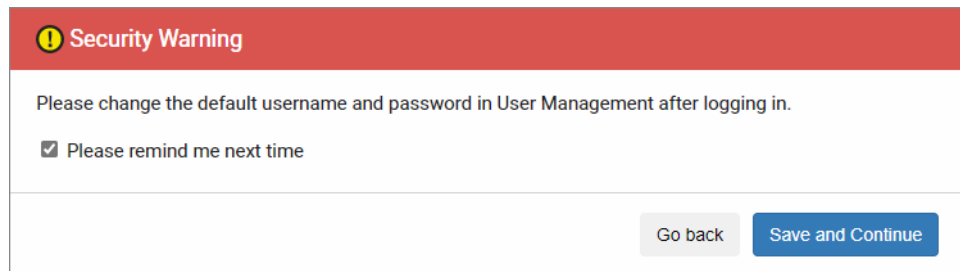 Security Warning
Please change the default username and password in User Management after logging in.
Please remind me next time
Go back
Save and Continue